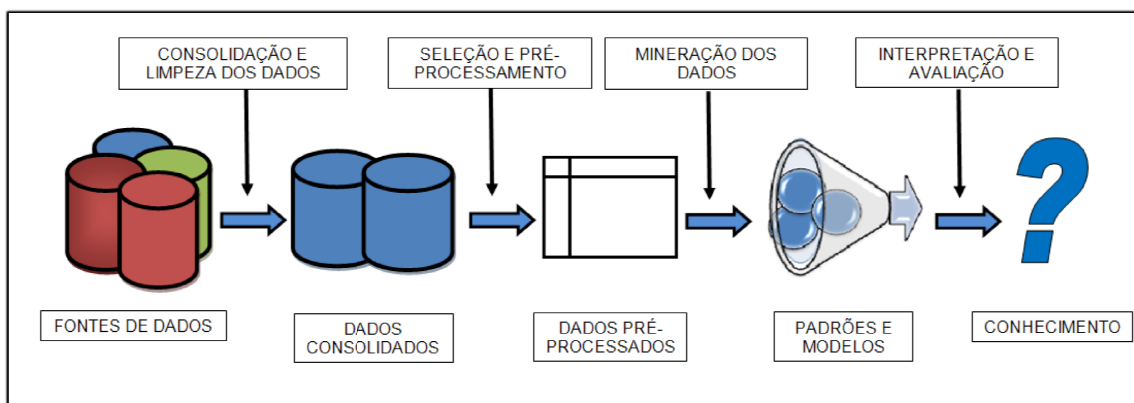 CONSOLIDAÇÃO E
LIMPEZA DOS DADOS
SELEÇÃO E PRÉ-
PROCESSAMENTO
MINERAÇÃO DOS
DADOS
INTERPRETAÇÃO E
AVALIAÇÃO
FONTES DE DADOS
DADOS
CONSOLIDADOS
DADOS PRÉ-
PROCESSADOS
PADRÕES E
MODELOS
CONHECIMENTO
?